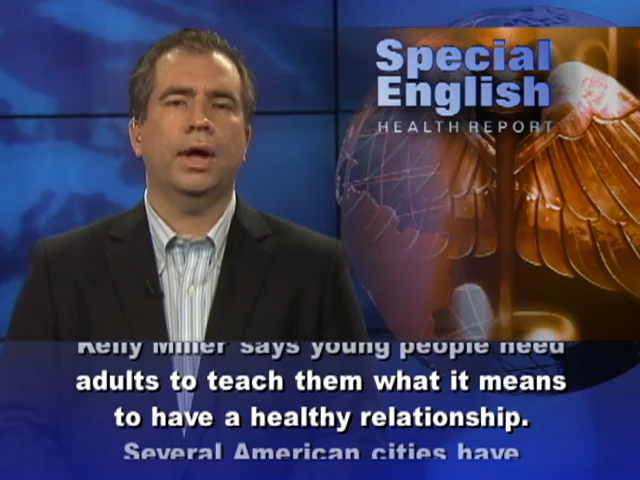 Special
English
HEALTH REPORT
Kelly Miller says young people need
adults to teach them what it means
to have a healthy relationship.
Several American cities have